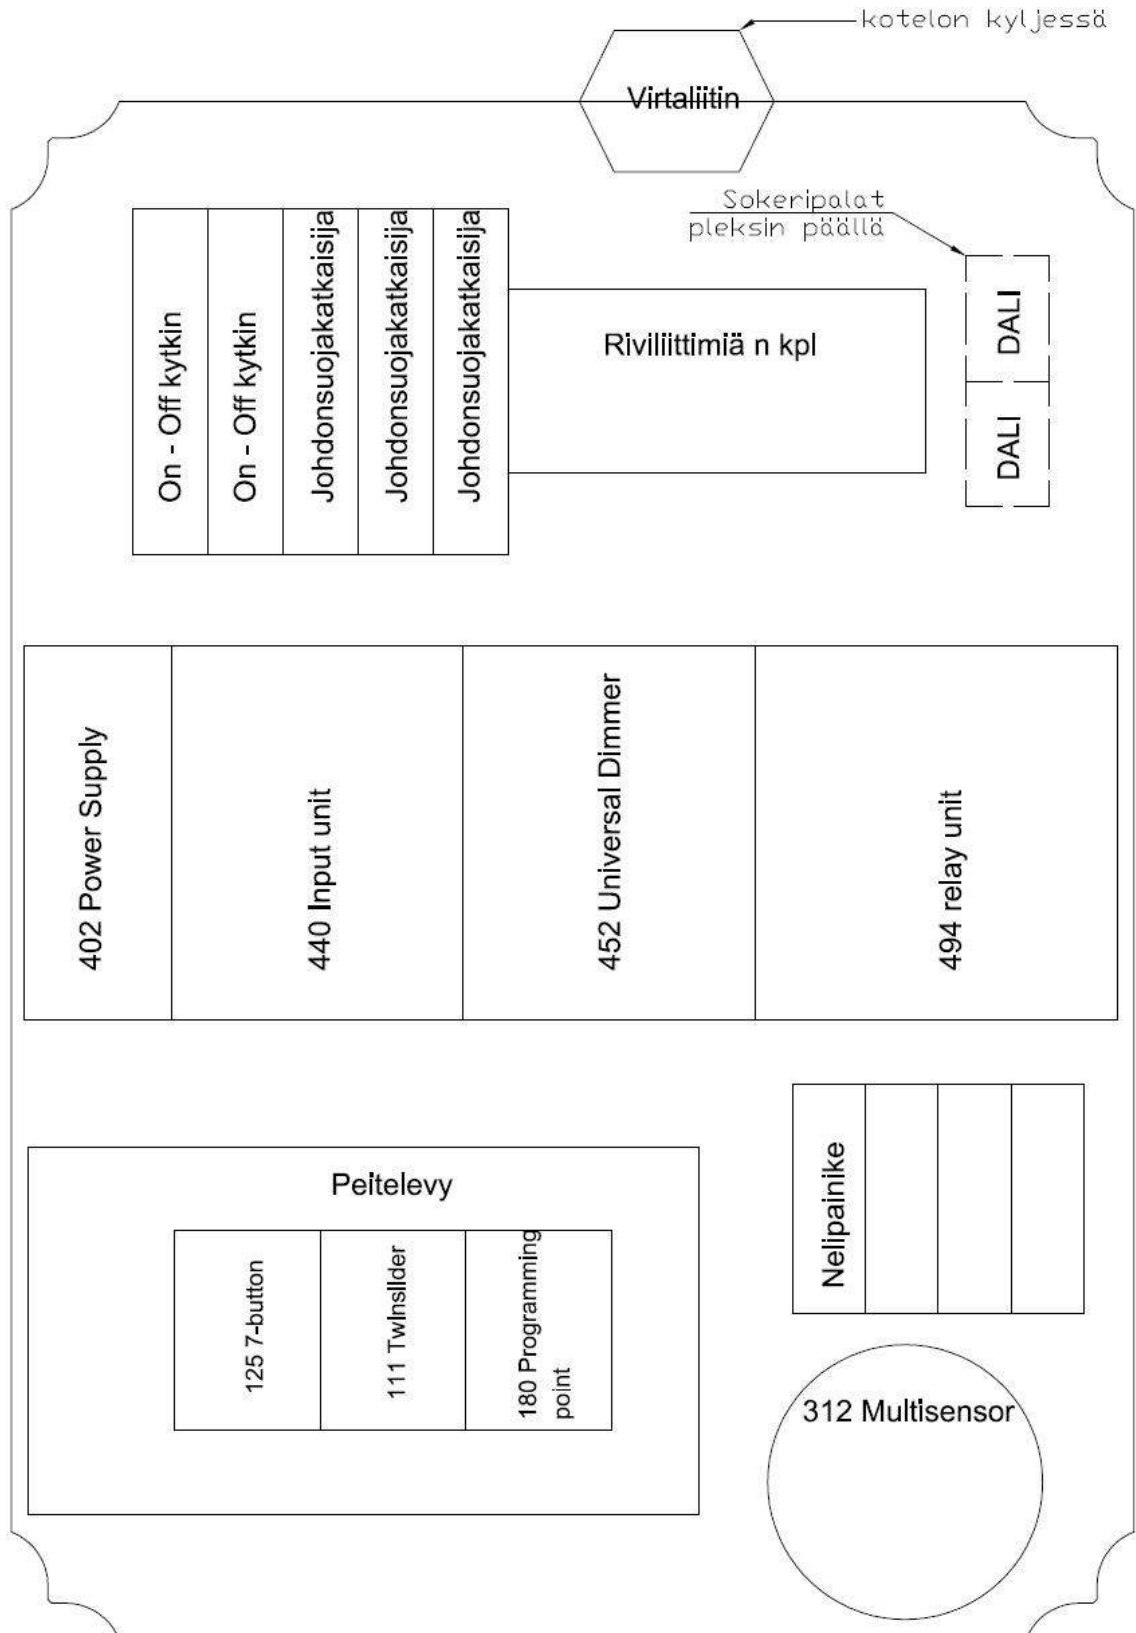 kotelon kyljessä
Virtaliitin
Sokeripalat
pleksin päällä
On - Off kytkin
On - Off kytkin
Johdonsuojakatkaisija
Johdonsuojakatkaisija
Johdonsuojakatkaisija
Riviliittimiä n kpl
DALI
DALI
402 Power Supply
440 Input unit
452 Universal Dimmer
494 relay unit
Peitelevy
125 7-button
111 Twinslider
180 Programming
point
Nelipainike
312 Multisensor